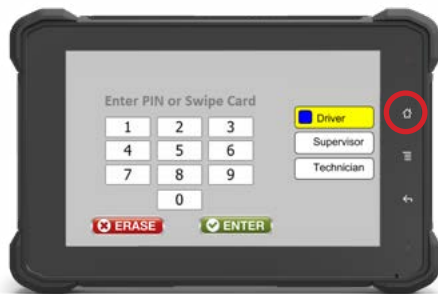 Enter PIN or Swipe Card
1 2 3
4 5 6
7 8 9
0
ERASE
ENTER
Driver
Supervisor
Technician